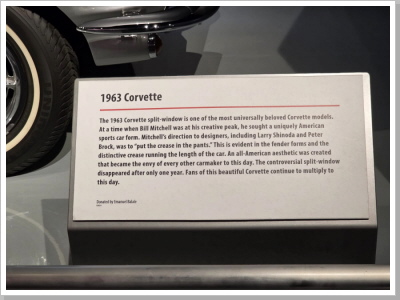 1963 Corvette
The 1963 Corvette split-window is one of the most universally beloved Corvette models.
At a time when Bill Mitchell was at his creative peak, he sought a uniquely American
sports car form. Mitchell's direction to designers, including Larry Shinoda and Peter
Brock, was to "put the crease in the pants." This is evident in the fender forms and the
distinctive crease running the length of the car. An all-American aesthetic was created
that became the envy of every other carmaker to this day. The controversial split-window
disappeared after only one year. Fans of this beautiful Corvette continue to multiply to
this day.
Donated by